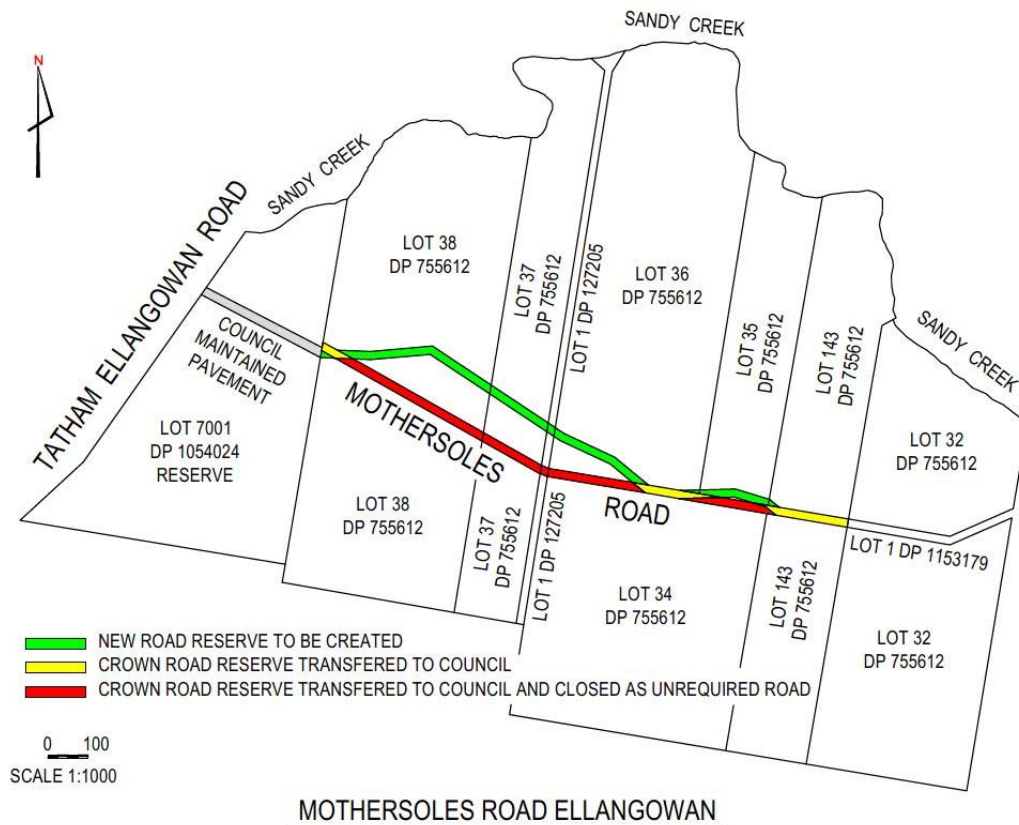 SANDY CREEK
N
SANDY CREEK
TATHAM ELLANGOWAN ROAD
LOT 38
DP 755612
LOT 37
DP 755612
LOT 1 DP 127205
LOT 36
DP 755612
LOT 35
DP 755612
LOT 143
DP 755612
SANDY CREEK
COUNCIL
MAINTAINED
PAVEMENT
LOT 7001
DP 1054024
RESERVE
MOTHERSOLES
ROAD
LOT 32
DP 755612
LOT 38
DP 755612
LOT 37
DP 755612
LOT 1 DP 127205
LOT 34
DP 755612
LOT 143
DP 755612
LOT 1 DP 1153179
LOT 32
DP 755612
NEW ROAD RESERVE TO BE CREATED
CROWN ROAD RESERVE TRANSFERED TO COUNCIL
CROWN ROAD RESERVE TRANSFERED TO COUNCIL AND CLOSED AS UNREQUIRED ROAD
0 100
SCALE 1:1000
MOTHERSOLES ROAD ELLANGOWAN